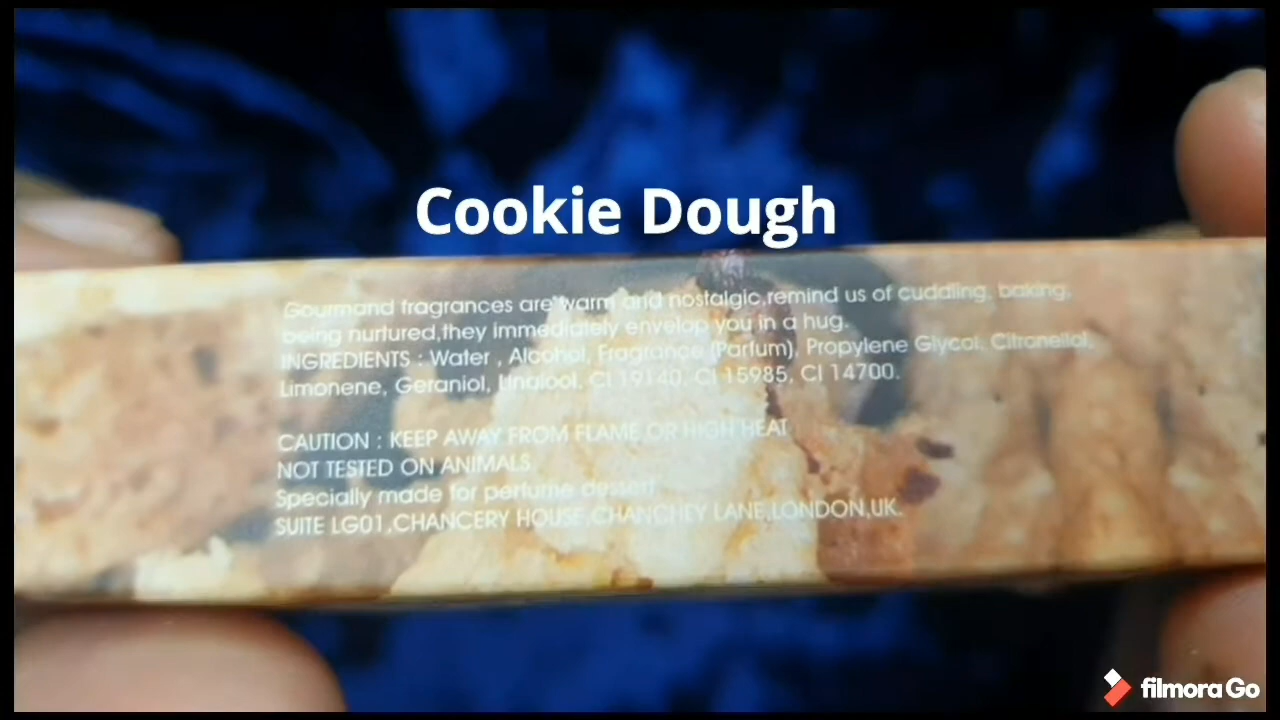 Cookie Dough
Gourmand fragrances are warm and nostalgic,remind us of cuddling, baking,
being nurtured,they immediately envelop you in a hug.
INGREDIENTS : Water , Alcohol, Fragrance (Parfum), Propylene Glycol, Citronellol,
Limonene, Geraniol, Linalool, CI 19140, CI 15985, CI 14700.
CAUTION : KEEP AWAY FROM FLAME OR HIGH HEAT
NOT TESTED ON ANIMALS.
Specially made for perfume dessert
SUITE LG01,CHANCERY HOUSE,CHANCHEY LANE,LONDON,UK.
filmora Go